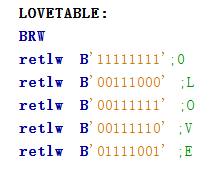 LOVETABLE:
BRW
retlw B'11111111';0
retlw B'00111000' ;L
retlw B'00111111' ;O
retlw B'00111110' ;V
retlw B'01111001' ;E